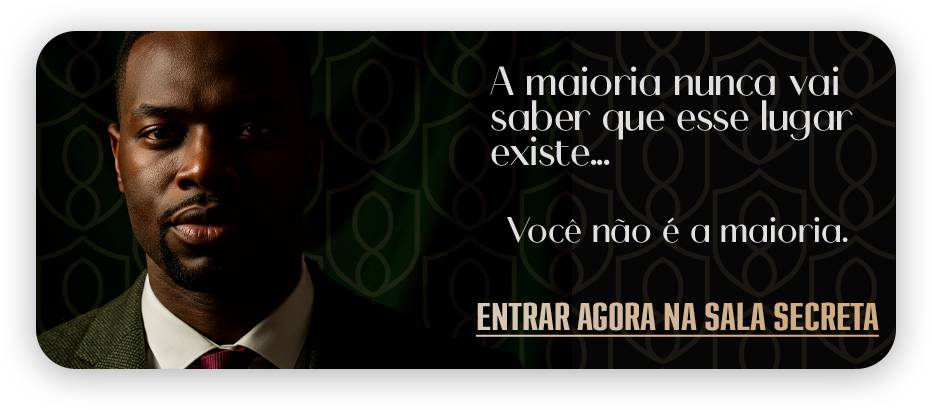 A maioria nunca vai
saber que esse lugar
existe...
Você não é a maioria.
ENTRAR AGORA NA SALA SECRETA